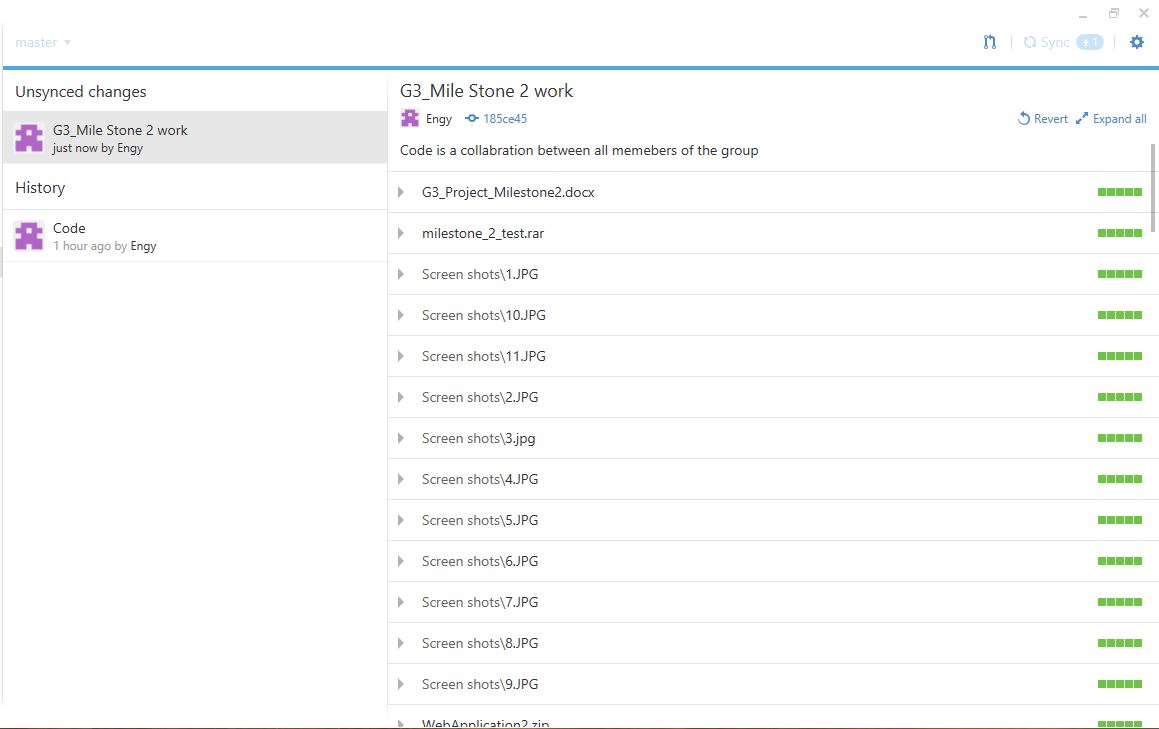 master
Sync 1
Unsynced changes
G3_Mile Stone 2 work
just now by Engy
History
Code
1 hour ago by Engy
G3_Mile Stone 2 work
Engy 185ce45
Revert Expand all
Code is a collabration between all memebers of the group
G3_Project_Milestone2.docx
milestone_2_test.rar
Screen shots\1.JPG
Screen shots\10.JPG
Screen shots\11.JPG
Screen shots\2.JPG
Screen shots\3.jpg
Screen shots\4.JPG
Screen shots\5.JPG
Screen shots\6.JPG
Screen shots\7.JPG
Screen shots\8.JPG
Screen shots\9.JPG
WebApplication2.zip